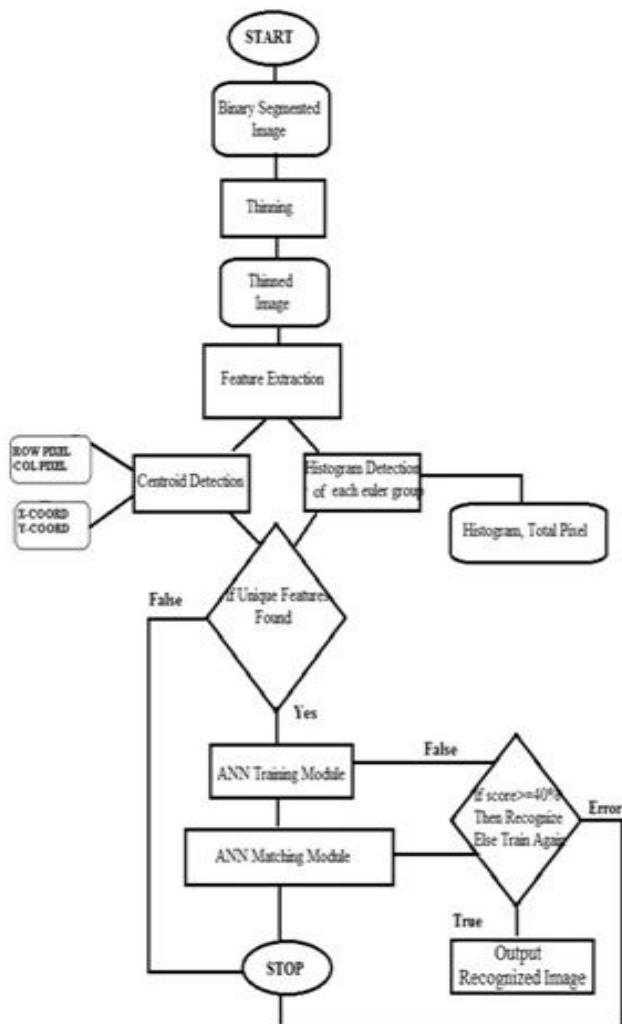 START
Binary Segmented
Image
Thinning
Thinned
Image
Feature Extraction
ROW PIXEL
COL PIXEL
Centroid Detection
Histogram Detection
of each euler group
X-COORD
Y-COORD
Histogram, Total Pixel
False
If Unique Features
Found
Yes
False
ANN Training Module
If score>=40%
Then Recognize
Else Train Again
Error
ANN Matching Module
True
Output
Recognized Image
STOP